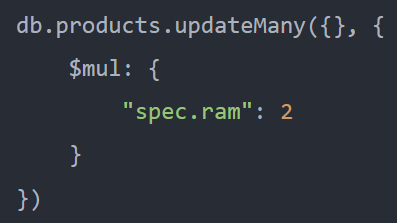 db.products.updateMany({}, {
    $mul: {
        "spec.ram": 2
    }
})